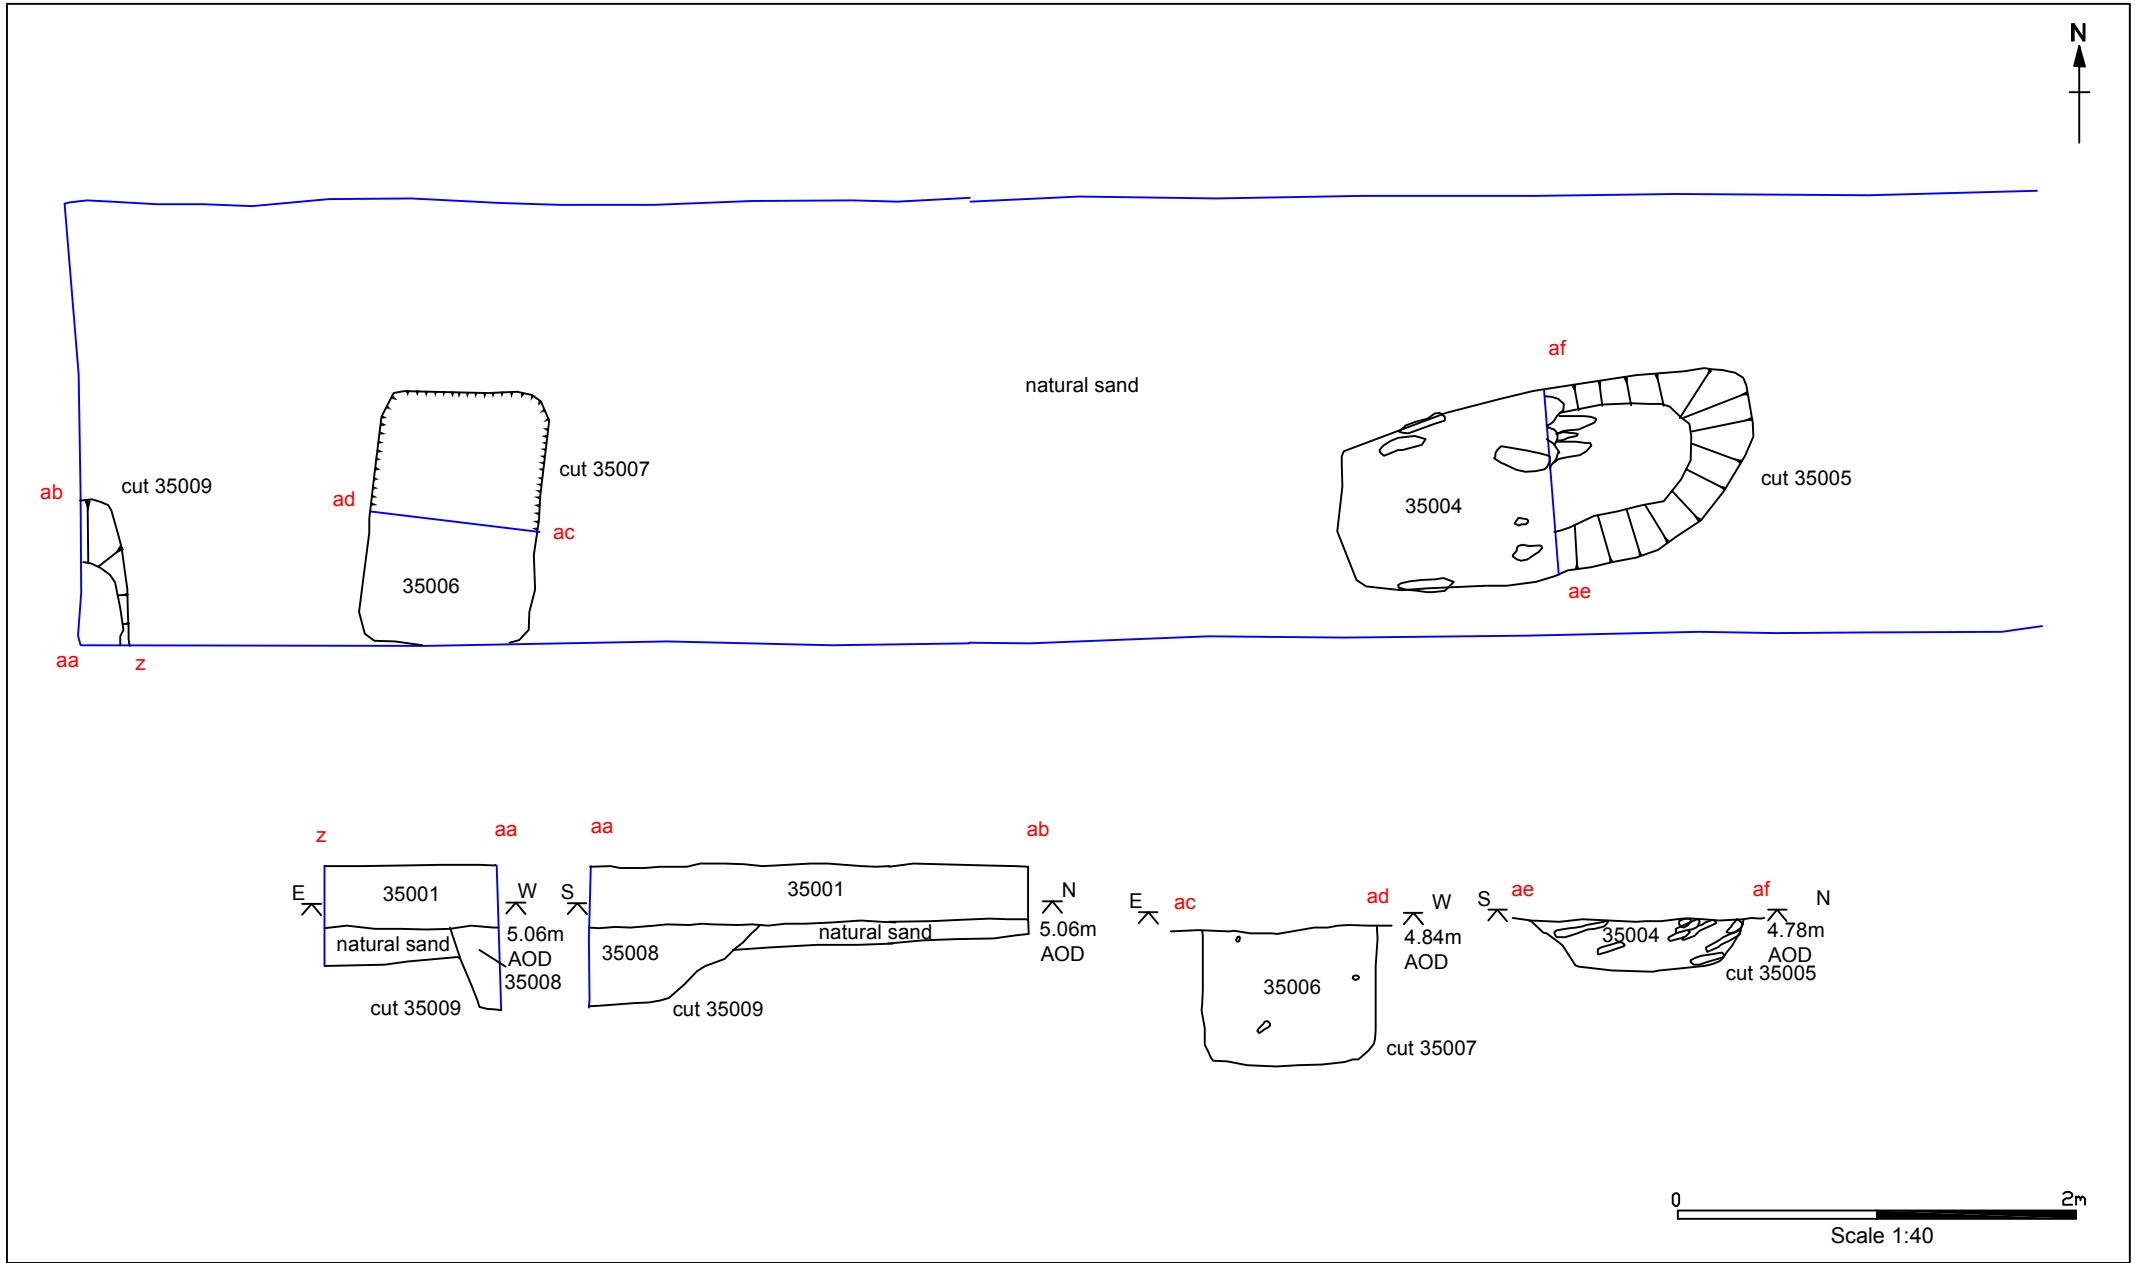 N
af
natural sand
cut 35007
cut 35005
ab
cut 35009
ad
35004
ac
35006
ae
aa
z
z
aa
aa
ab
E
35001
W
S
35001
N
E
ac
ad
W
S
ae
af
N
natural sand
5.06m
AOD
35008
35008
natural sand
5.06m
AOD
4.84m
AOD
35004
4.78m
AOD
cut 35005
cut 35009
cut 35009
35006
cut 35007
0
2m
Scale 1:40